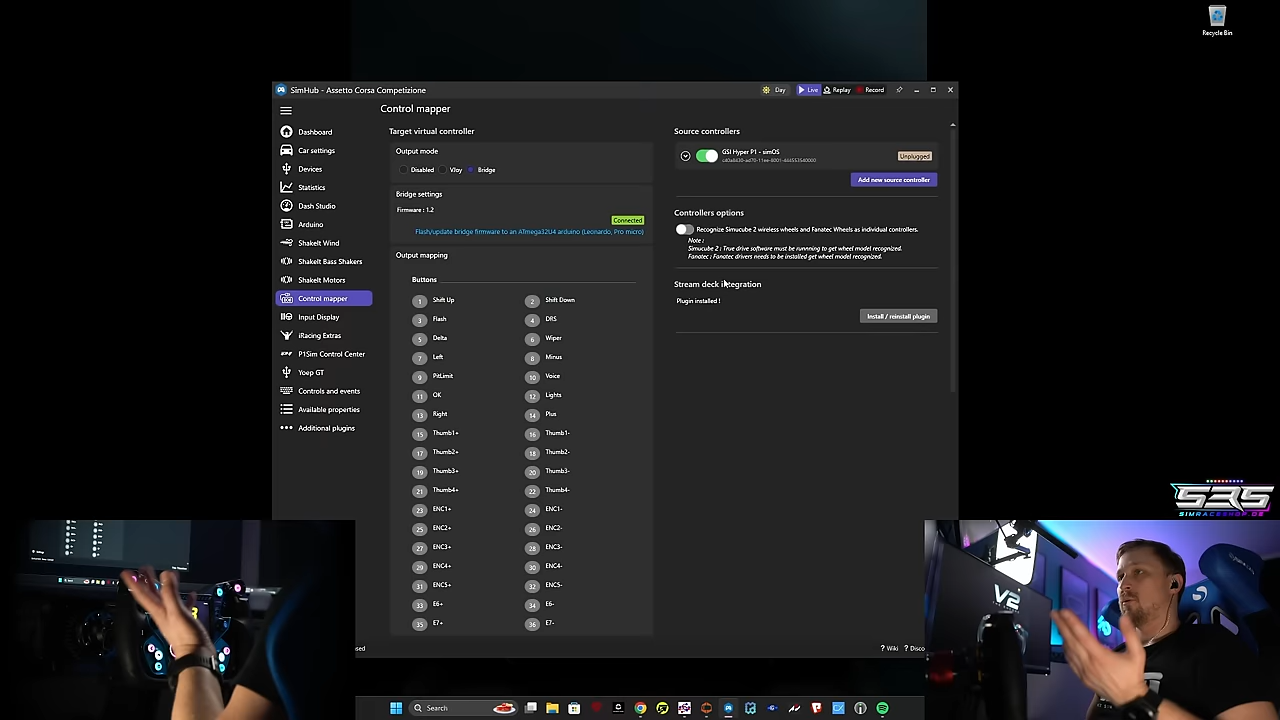 Recycle Bin
SimHub - Assetto Corsa Competizione
Day
Live
Replay
Record
Control mapper
Dashboard
Car settings
Devices
Statistics
Dash Studio
Arduino
ShakeIt Wind
ShakeIt Bass Shakers
ShakeIt Motors
Control mapper
Input Display
iRacing Extras
P1Sim Control Center
Yoep GT
Controls and events
Available properties
Additional plugins
Target virtual controller
Output mode
Disabled
VJoy
Bridge
Bridge settings
Firmware : 1.2
Connected
Flash/update bridge firmware to an ATmega32U4 arduino (Leonardo, Pro micro)
Output mapping
Buttons
1 Shift Up
2 Shift Down
3 Flash
4 DRS
5 Delta
6 Wiper
7 Left
8 Minus
9 PitLimit
10 Voice
11 OK
12 Lights
13 Right
14 Plus
15 Thumb1+
16 Thumb1-
17 Thumb2+
18 Thumb2-
19 Thumb3+
20 Thumb3-
21 Thumb4+
22 Thumb4-
23 ENC1+
24 ENC1-
25 ENC2+
26 ENC2-
27 ENC3+
28 ENC3-
29 ENC4+
30 ENC4-
31 ENC5+
32 ENC5-
33 E6+
34 E6-
35 E7+
36 E7-
Source controllers
GSI Hyper P1 - simOS
Unplugged
Add new source controller
Controllers options
Recognize Simucube 2 wireless wheels and Fanatec Wheels as individual controllers.
Note :
Simucube 2 : True drive software must be runnning to get wheel model recognized.
Fanatec : Fanatec drivers needs to be installed get wheel model recognized.
Stream deck integration
Plugin installed !
Install / reinstall plugin
sed
? Wiki
? Disco
SRS
SIMRACESHOP.DE
V2
Search